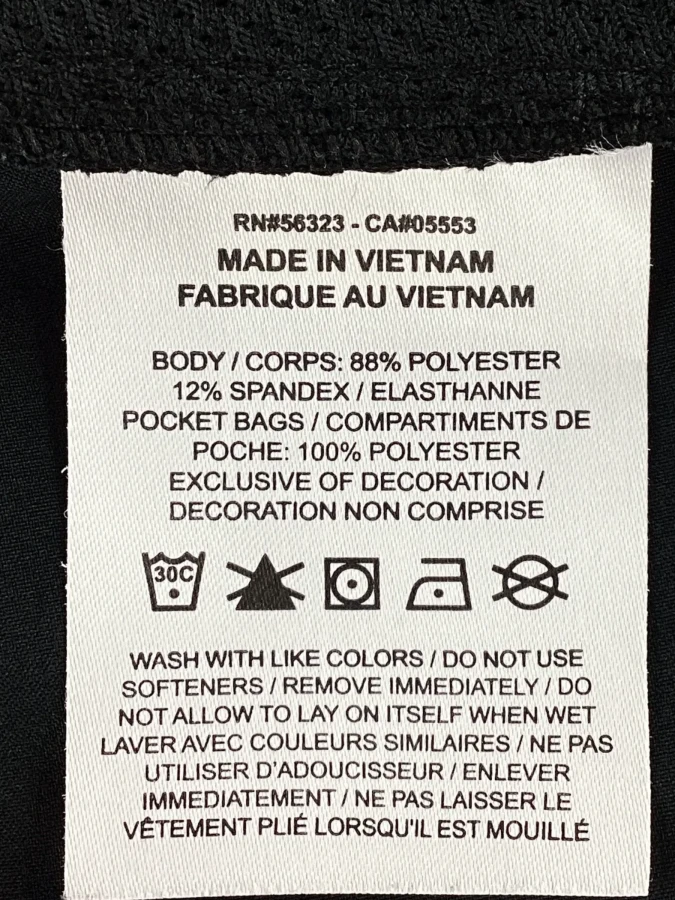 RN#56323 - CA#05553
MADE IN VIETNAM
FABRIQUE AU VIETNAM
BODY / CORPS: 88% POLYESTER
12% SPANDEX / ELASTHANNE
POCKET BAGS / COMPARTIMENTS DE
POCHE: 100% POLYESTER
EXCLUSIVE OF DECORATION /
DECORATION NON COMPRISE
30C
WASH WITH LIKE COLORS / DO NOT USE
SOFTENERS / REMOVE IMMEDIATELY / DO
NOT ALLOW TO LAY ON ITSELF WHEN WET
LAVER AVEC COULEURS SIMILAIRES / NE PAS
UTILISER D'ADOUCISSEUR / ENLEVER
IMMEDIATEMENT / NE PAS LAISSER LE
VÊTEMENT PLIÉ LORSQU'IL EST MOUILLÉ